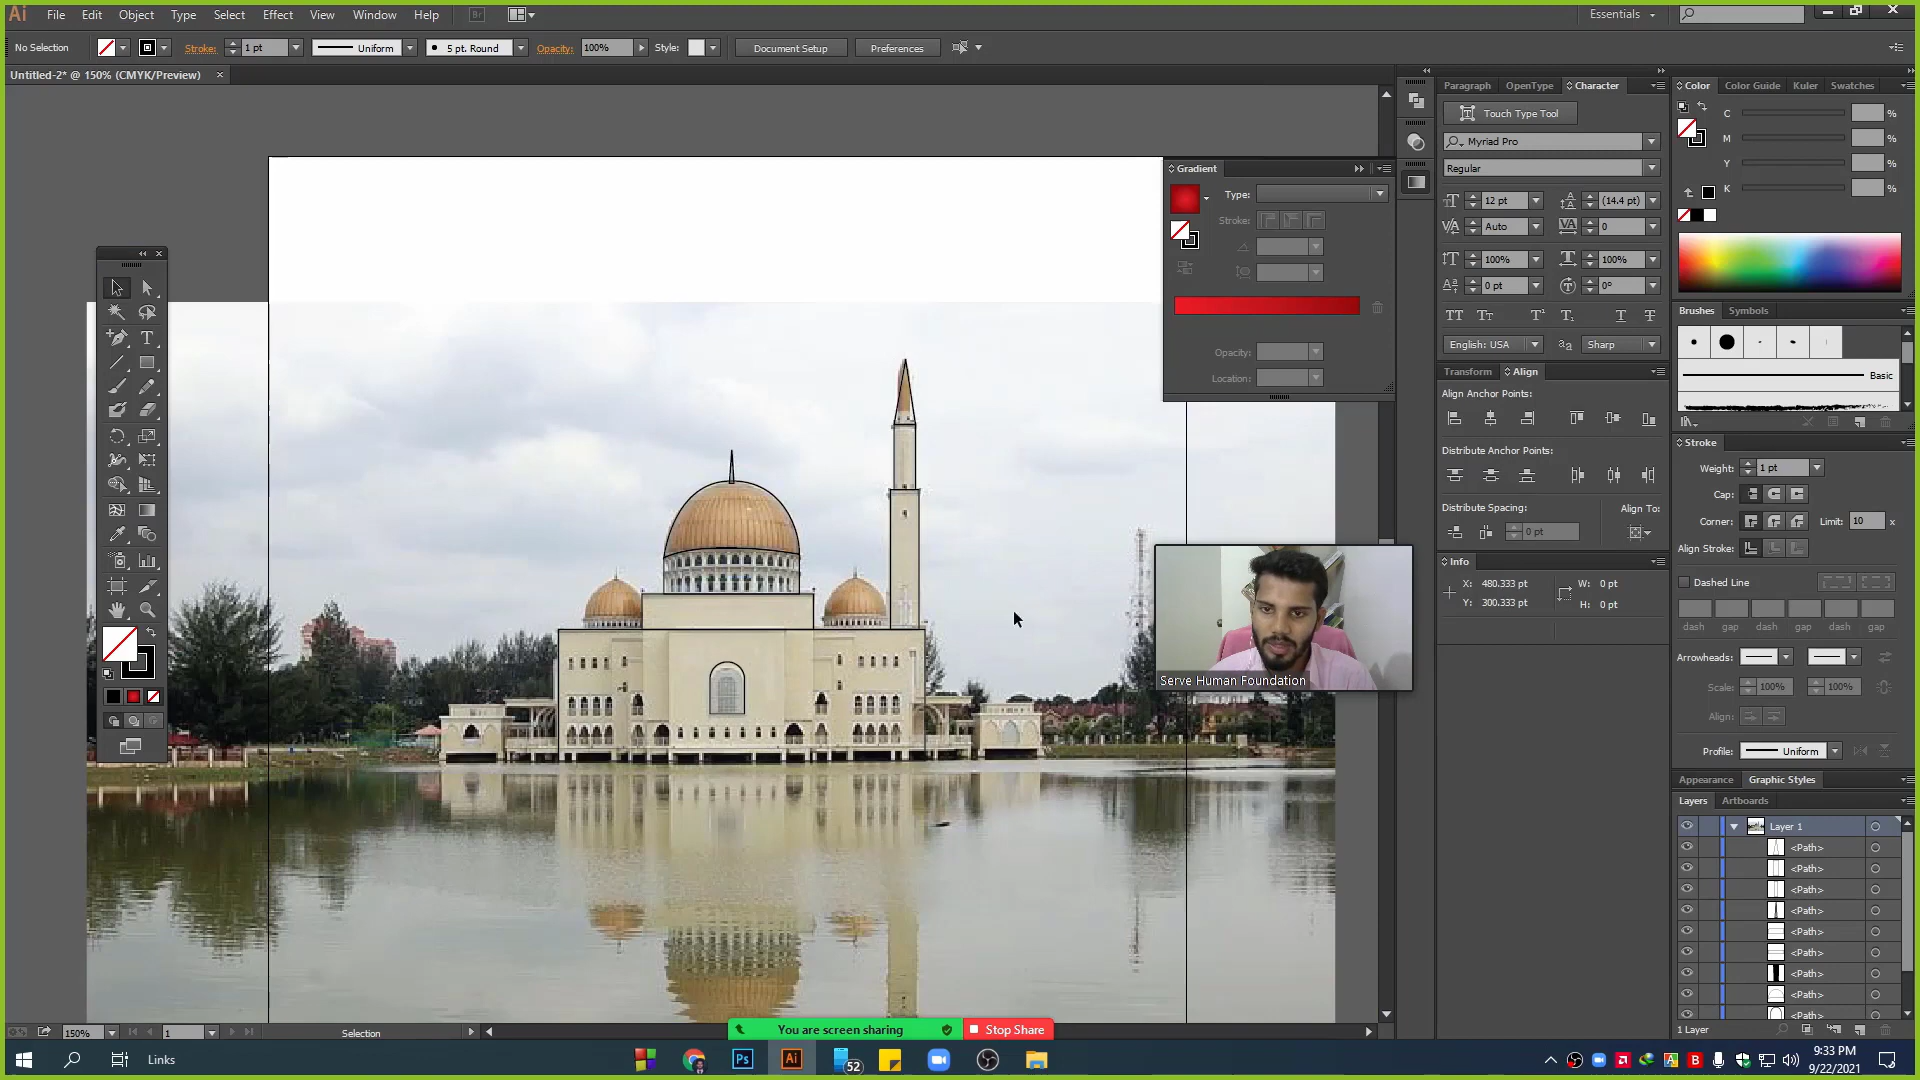 Ai File Edit Object Type Select Effect View Window Help Br Essentials
No Selection Stroke: 1 pt Uniform 5 pt. Round Opacity: 100% Style: Document Setup Preferences
Untitled-2* @ 150% (CMYK/Preview)
Paragraph OpenType Character
Touch Type Tool
Myriad Pro
Regular
12 pt (14.4 pt)
Auto 0
100% 100%
0 pt 0°
English: USA Sharp
Transform Align
Align Anchor Points:
Distribute Anchor Points:
Distribute Spacing: Align To:
0 pt
Info
X: 480.333 pt W: 0 pt
Y: 300.333 pt H: 0 pt
Gradient
Type:
Stroke:
Opacity:
Location:
Color Color Guide Kuler Swatches
C %
M %
Y %
K %
Brushes Symbols
Basic
Stroke
Weight: 1 pt
Cap:
Corner: Limit: 10 x
Align Stroke:
Dashed Line
dash gap dash gap dash gap
Arrowheads:
Scale: 100% 100%
Align:
Profile: Uniform
Appearance Graphic Styles
Layers Artboards
Layer 1
<Path>
<Path>
<Path>
<Path>
<Path>
<Path>
<Path>
<Path>
<Path>
1 Layer
Serve Human Foundation
150% 1 Selection
You are screen sharing Stop Share
Links Ps Ai 52
9:33 PM
9/22/2021